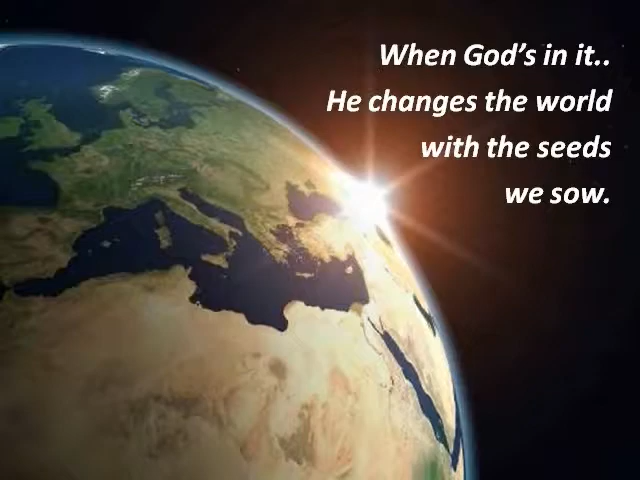 When God's in it..
He changes the world
with the seeds
we sow.